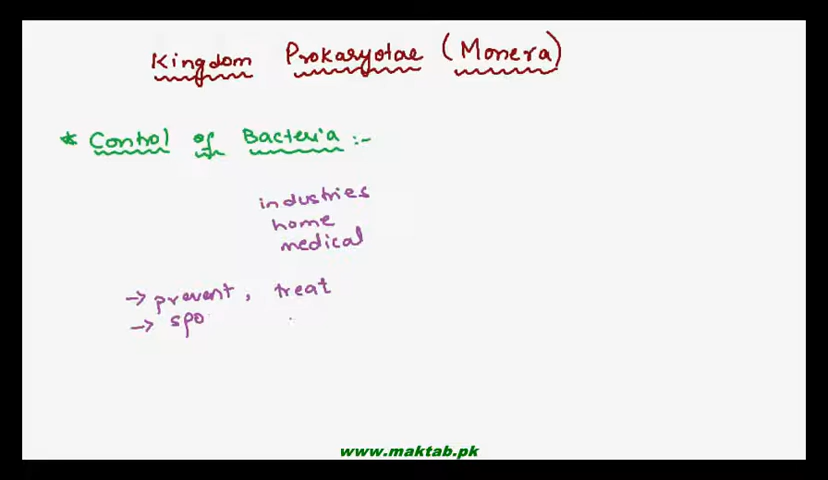 Kingdom Prokaryotae (Monera)
* Control of Bacteria :-
industries
home
medical
→ prevent, treat
→ spo
www.maktab.pk